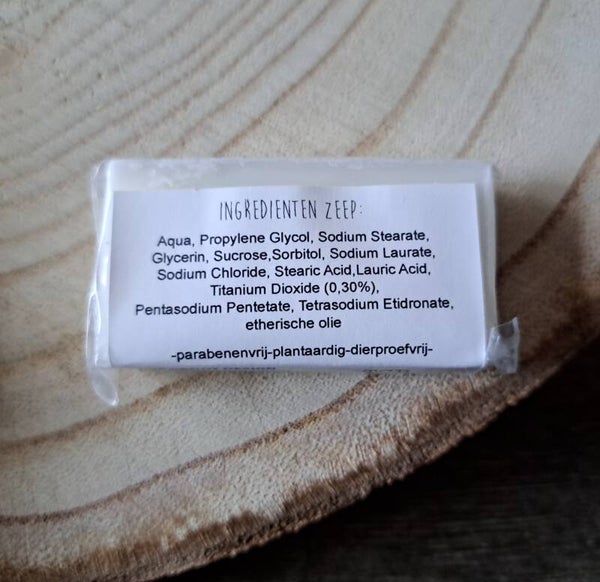 INGREDIENTEN ZEEP:
Aqua, Propylene Glycol, Sodium Stearate,
Glycerin, Sucrose,Sorbitol, Sodium Laurate,
Sodium Chloride, Stearic Acid,Lauric Acid,
Titanium Dioxide (0,30%),
Pentasodium Pentetate, Tetrasodium Etidronate,
etherische olie
-parabenenvrij-plantaardig-dierproefvrij-